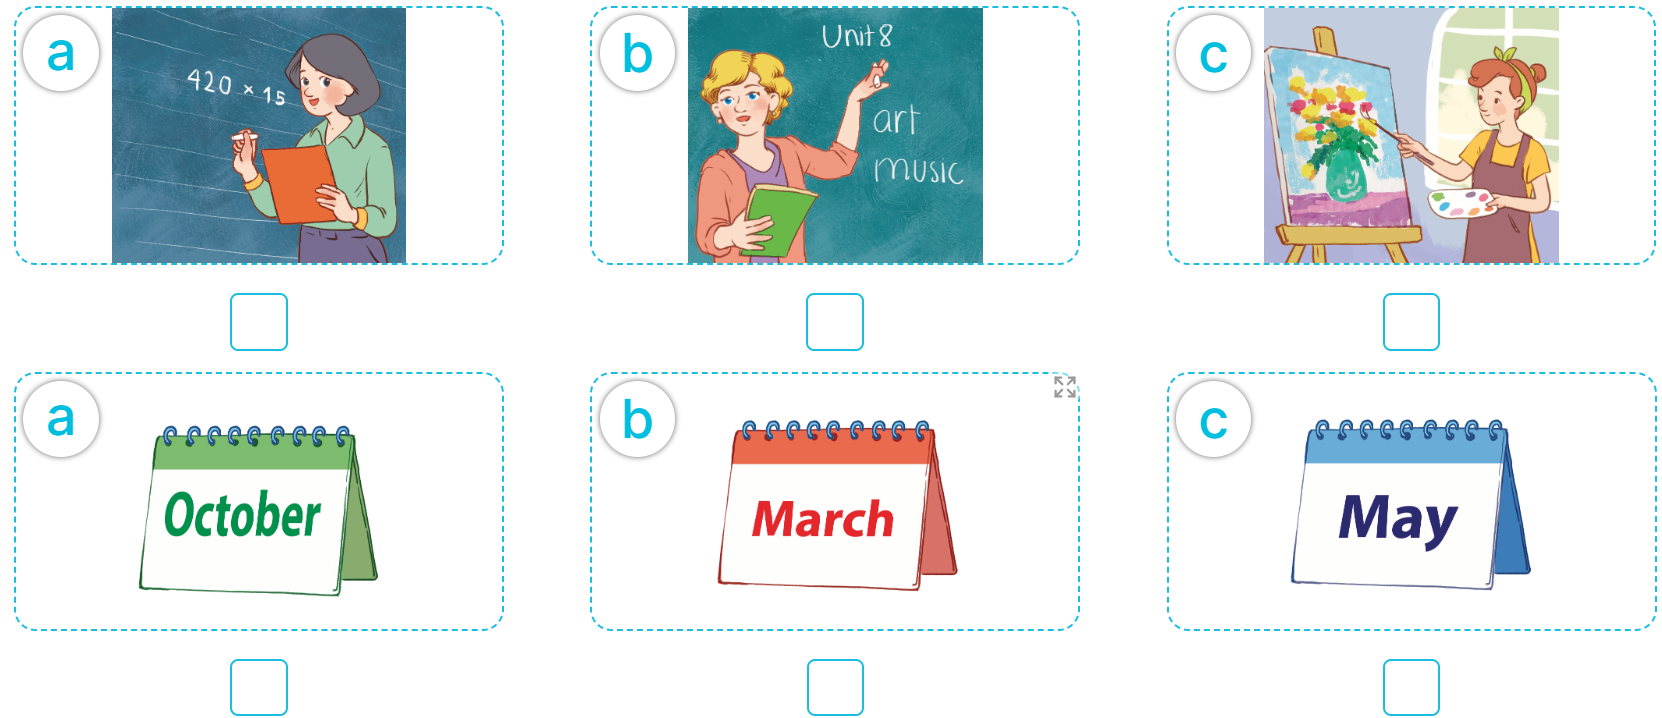 a
420 × 15
b
Unit 8
art
music
c
a
October
b
March
c
May